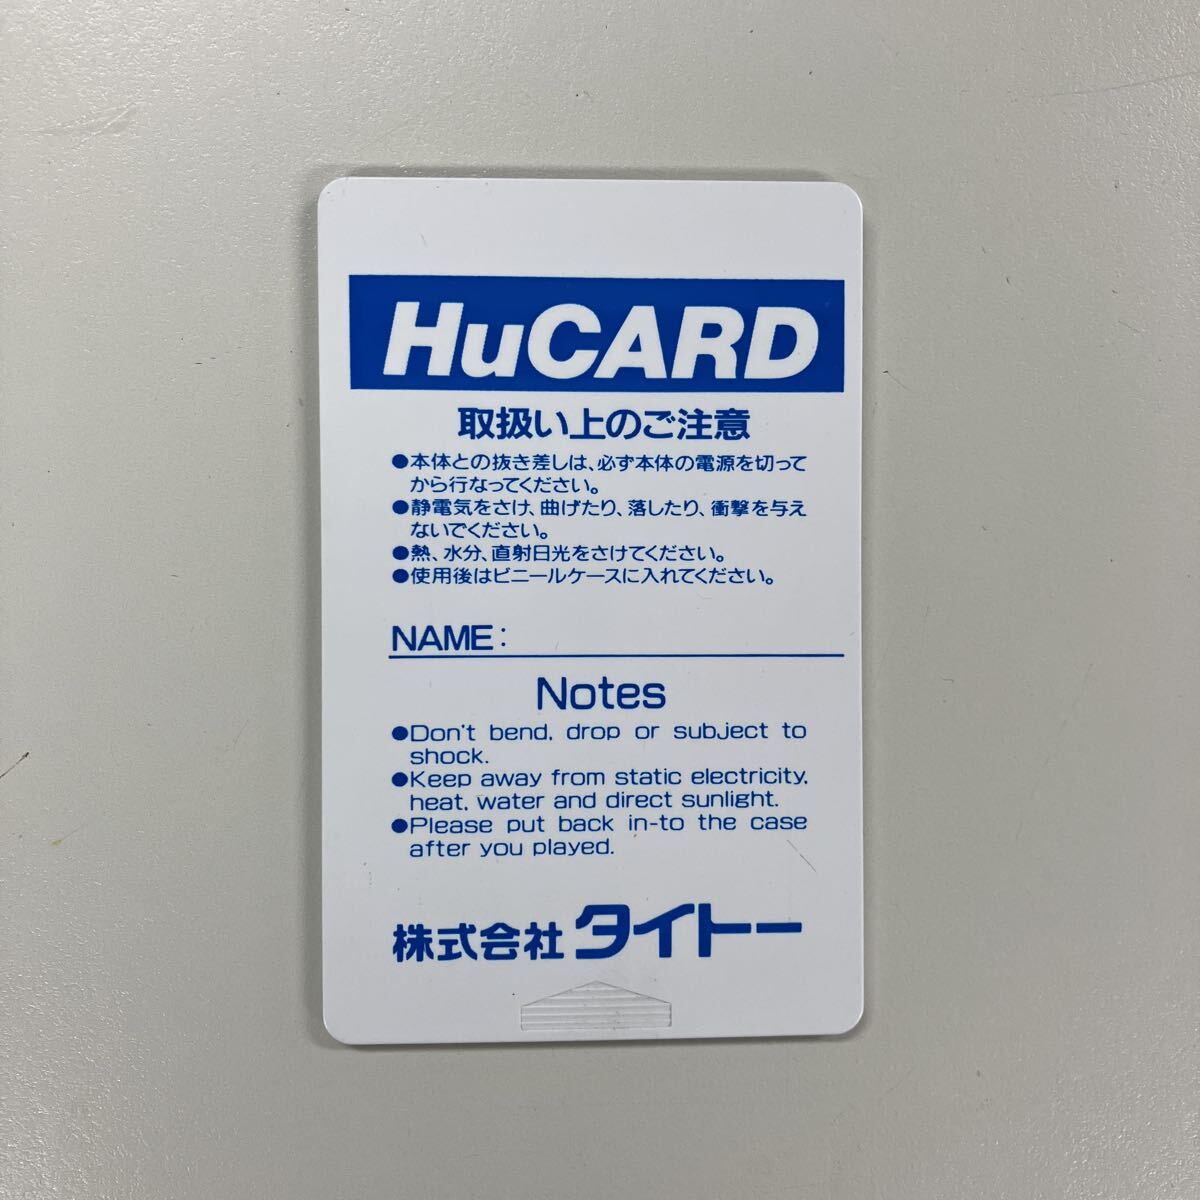 HuCARD
取扱い上のご注意
●本体との抜き差しは、必ず本体の電源を切って
から行なってください。
●静電気をさけ、曲げたり、落したり、衝撃を与え
ないでください。
●熱、水分、直射日光をさけてください。
●使用後はビニールケースに入れてください。
NAME:
Notes
●Don't bend, drop or subject to
shock.
●Keep away from static electricity,
heat, water and direct sunlight.
●Please put back in-to the case
after you played.
株式会社 タイトー